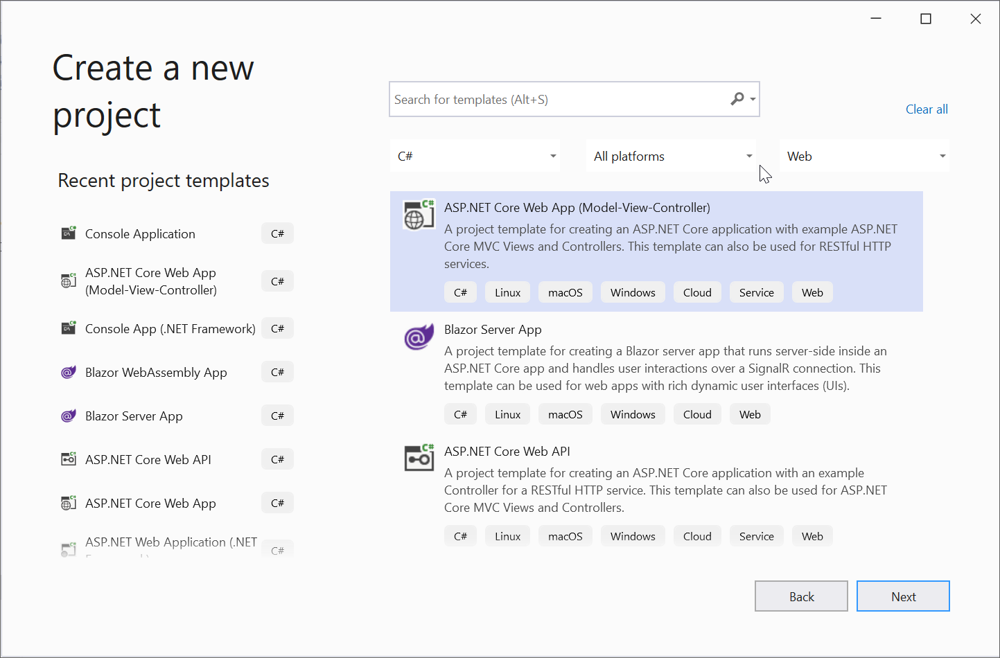 Create a new
project
Search for templates (Alt+S)
Clear all
C#
All platforms
Web
Recent project templates
Console Application
C#
ASP.NET Core Web App
(Model-View-Controller)
C#
Console App (.NET Framework)
C#
Blazor WebAssembly App
C#
Blazor Server App
C#
ASP.NET Core Web API
C#
ASP.NET Core Web App
C#
ASP.NET Web Application (.NET
C#
ASP.NET Core Web App (Model-View-Controller)
A project template for creating an ASP.NET Core application with example ASP.NET
Core MVC Views and Controllers. This template can also be used for RESTful HTTP
services.
C# Linux macOS Windows Cloud Service Web
Blazor Server App
A project template for creating a Blazor server app that runs server-side inside an
ASP.NET Core app and handles user interactions over a SignalR connection. This
template can be used for web apps with rich dynamic user interfaces (UIs).
C# Linux macOS Windows Cloud Web
ASP.NET Core Web API
A project template for creating an ASP.NET Core application with an example
Controller for a RESTful HTTP service. This template can also be used for ASP.NET
Core MVC Views and Controllers.
C# Linux macOS Windows Cloud Service Web
Back
Next